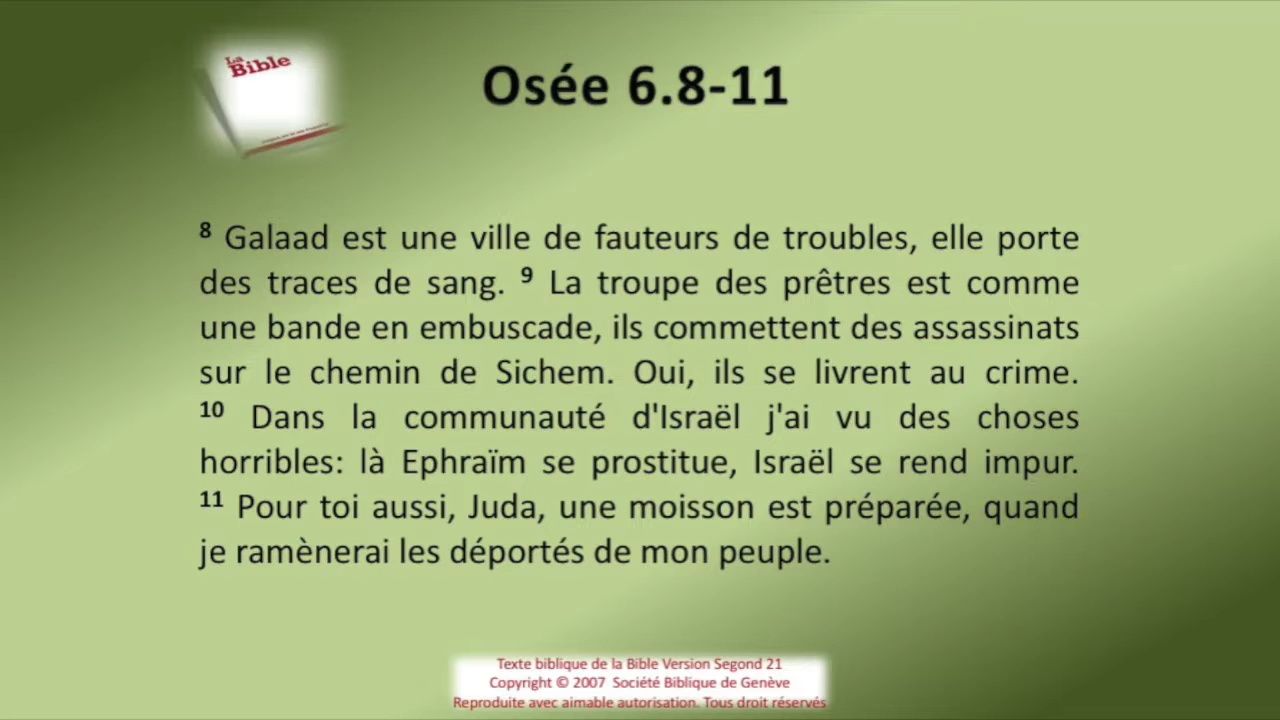 La
Bible
Osée 6.8-11
8 Galaad est une ville de fauteurs de troubles, elle porte
des traces de sang. 9 La troupe des prêtres est comme
une bande en embuscade, ils commettent des assassinats
sur le chemin de Sichem. Oui, ils se livrent au crime.
10 Dans la communauté d'Israël j'ai vu des choses
horribles: là Ephraïm se prostitue, Israël se rend impur.
11 Pour toi aussi, Juda, une moisson est préparée, quand
je ramènerai les déportés de mon peuple.
Texte biblique de la Bible Version Segond 21
Copyright © 2007 Société Biblique de Genève
Reproduite avec aimable autorisation. Tous droit réservés